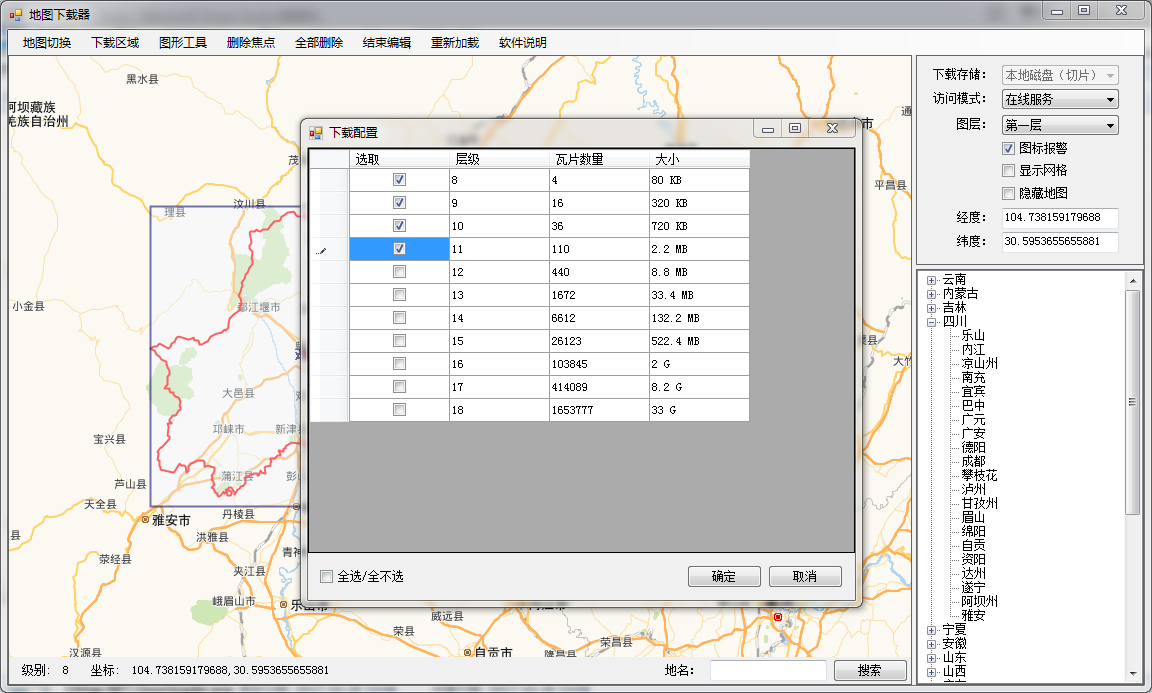 地图下载器
地图切换 下载区域 图形工具 删除焦点 全部删除 结束编辑 重新加载 软件说明
下载存储: 本地磁盘（切片）
访问模式: 在线服务
图层: 第一层
图标报警
显示网格
隐藏地图
经度: 104.738159179688
纬度: 30.5953655655881
下载配置
选取 层级 瓦片数量 大小
8 4 80 KB
9 16 320 KB
10 36 720 KB
11 110 2.2 MB
12 440 8.8 MB
13 1672 33.4 MB
14 6612 132.2 MB
15 26123 522.4 MB
16 103845 2 G
17 414089 8.2 G
18 1653777 33 G
全选/全不选 确定 取消
云南
内蒙古
吉林
四川
乐山
内江
凉山州
南充
宜宾
巴中
广元
广安
德阳
成都
攀枝花
泸州
甘孜州
眉山
绵阳
自贡
资阳
达州
遂宁
阿坝州
雅安
宁夏
安徽
山东
山西
黑水县
阿坝藏族
羌族自治州
茂
理县
汶川县
通
市
平昌县
小金县
都江堰市
大竹
县
大邑县
邛崃市
新津县
宝兴县
蒲江县
彭
芦山县
天全县
丹棱县
雅安市
洪雅县
县
荥经县
青神
夹江县
峨眉山市
乐山市
威远县
荣县
荣昌县
汉源县
自贡市
隆昌县
级别: 8 坐标: 104.738159179688,30.5953655655881 地名: 搜索